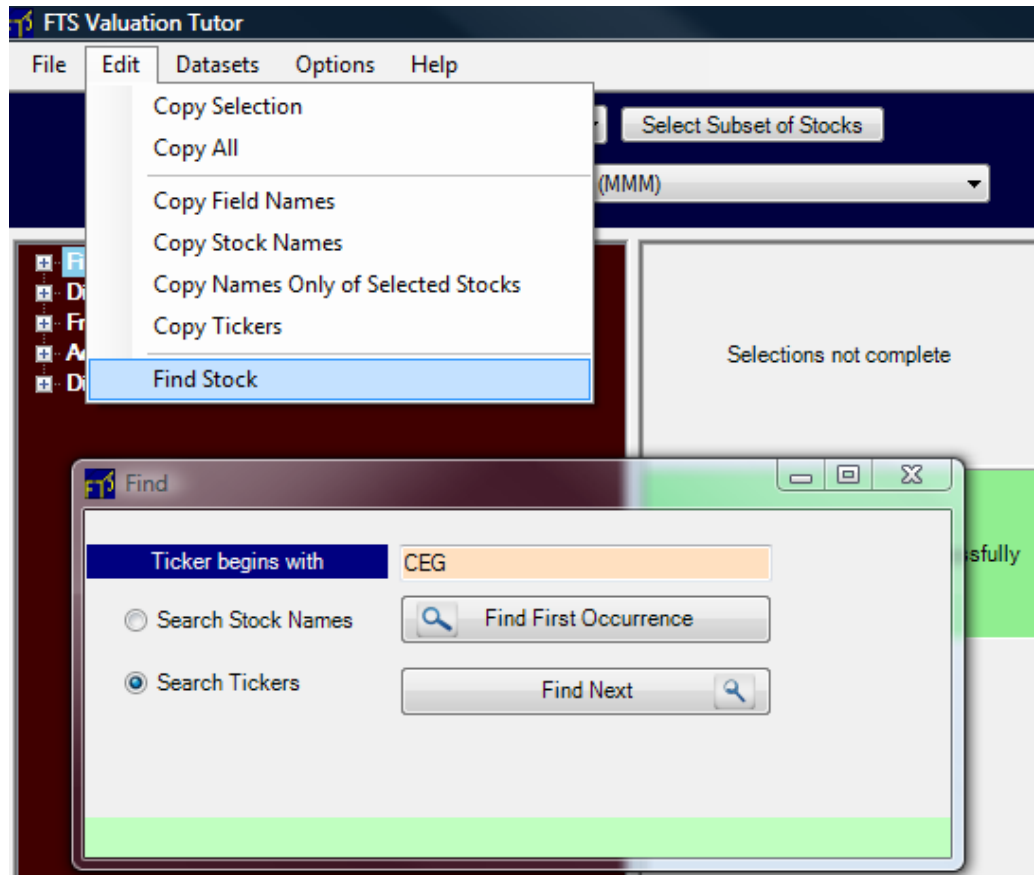 FTS Valuation Tutor
File Edit Datasets Options Help
Copy Selection
Copy All
Select Subset of Stocks
Copy Field Names
(MMM)
Copy Stock Names
Copy Names Only of Selected Stocks
Copy Tickers
Find Stock
Selections not complete
FTS Find
Ticker begins with CEG
Search Stock Names Find First Occurrence
Search Tickers Find Next